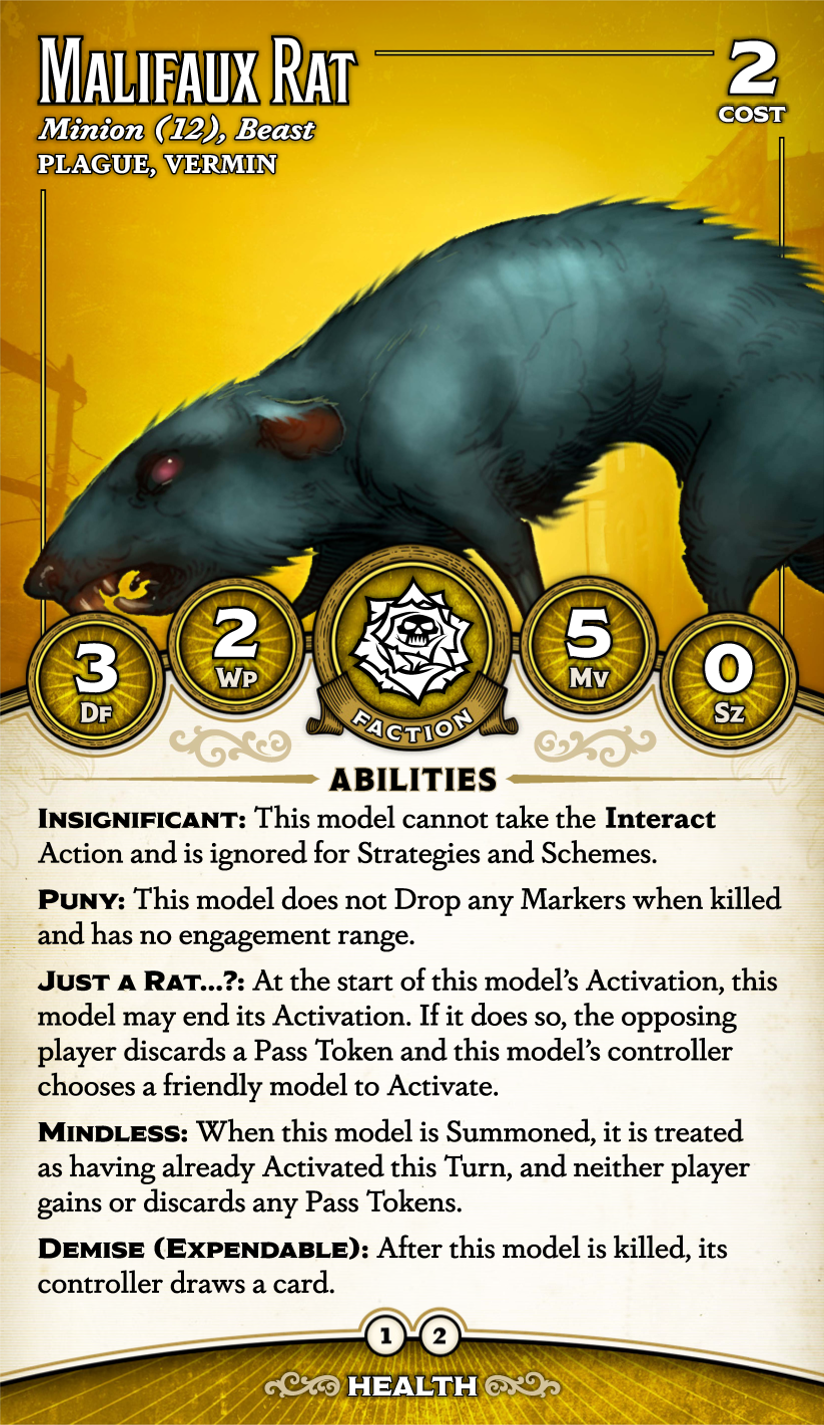 MALIFAUX RAT
2
COST
Minion (12), Beast
PLAGUE, VERMIN
3
DF
2
WP
FACTION
5
MV
0
SZ
ABILITIES
INSIGNIFICANT: This model cannot take the Interact
Action and is ignored for Strategies and Schemes.
PUNY: This model does not Drop any Markers when killed
and has no engagement range.
JUST A RAT...?: At the start of this model's Activation, this
model may end its Activation. If it does so, the opposing
player discards a Pass Token and this model's controller
chooses a friendly model to Activate.
MINDLESS: When this model is Summoned, it is treated
as having already Activated this Turn, and neither player
gains or discards any Pass Tokens.
DEMISE (EXPENDABLE): After this model is killed, its
controller draws a card.
1 2
HEALTH